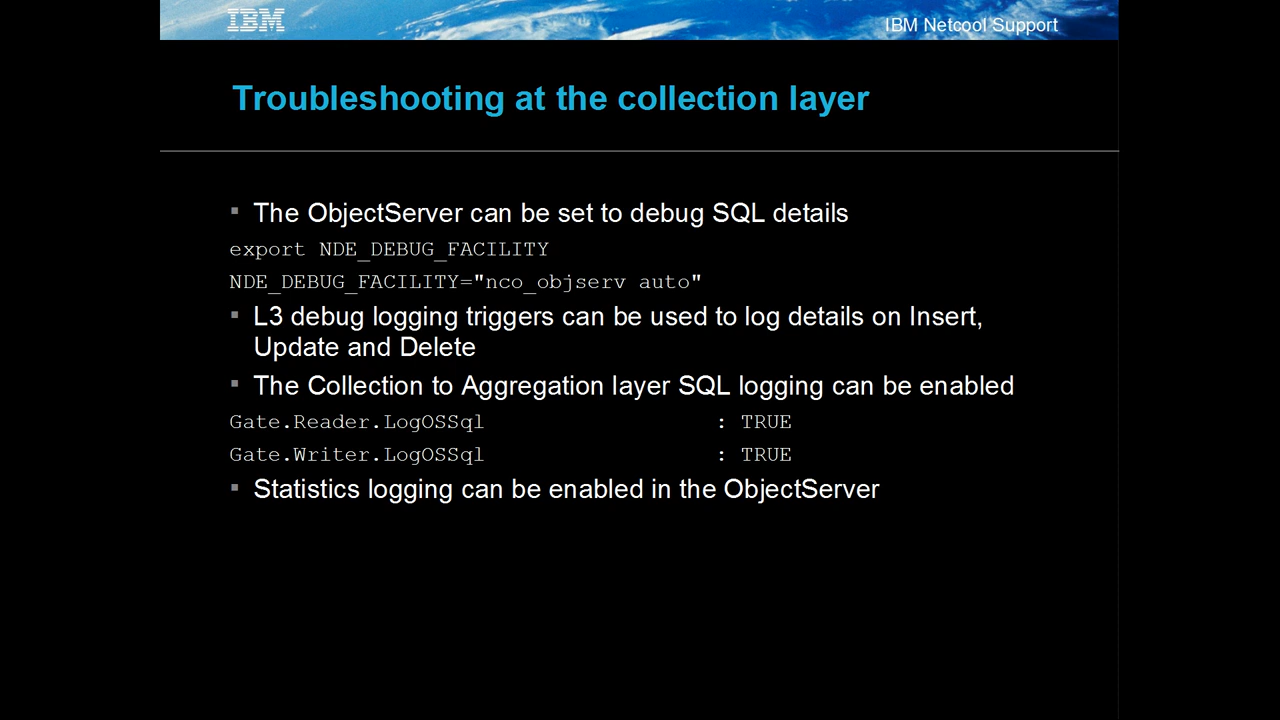 IBM
IBM Netcool Support
Troubleshooting at the collection layer
▪ The ObjectServer can be set to debug SQL details
export NDE_DEBUG_FACILITY
NDE_DEBUG_FACILITY="nco_objserv auto"
▪ L3 debug logging triggers can be used to log details on Insert,
Update and Delete
▪ The Collection to Aggregation layer SQL logging can be enabled
Gate.Reader.LogOSSql : TRUE
Gate.Writer.LogOSSql : TRUE
▪ Statistics logging can be enabled in the ObjectServer